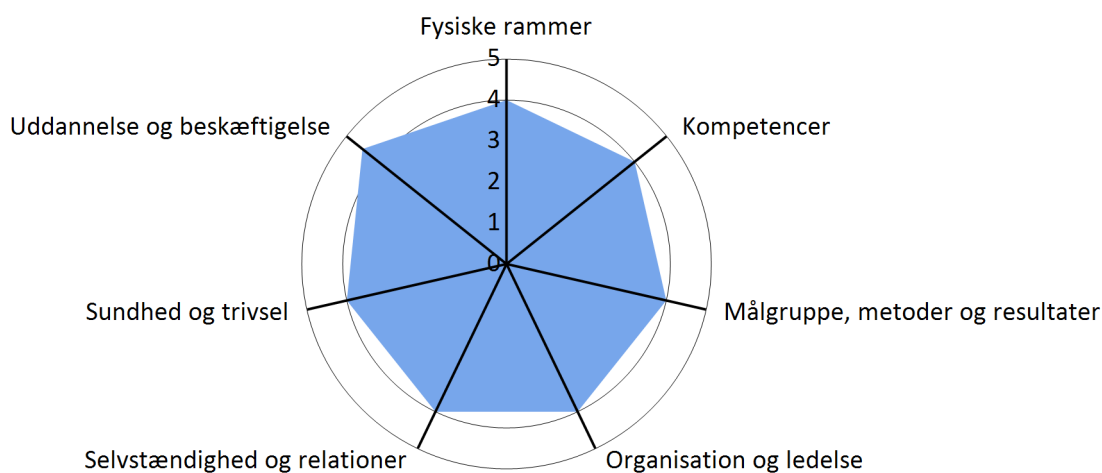 Fysiske rammer
5
4
3
2
1
0
Kompetencer
Målgruppe, metoder og resultater
Organisation og ledelse
Selvstændighed og relationer
Sundhed og trivsel
Uddannelse og beskæftigelse